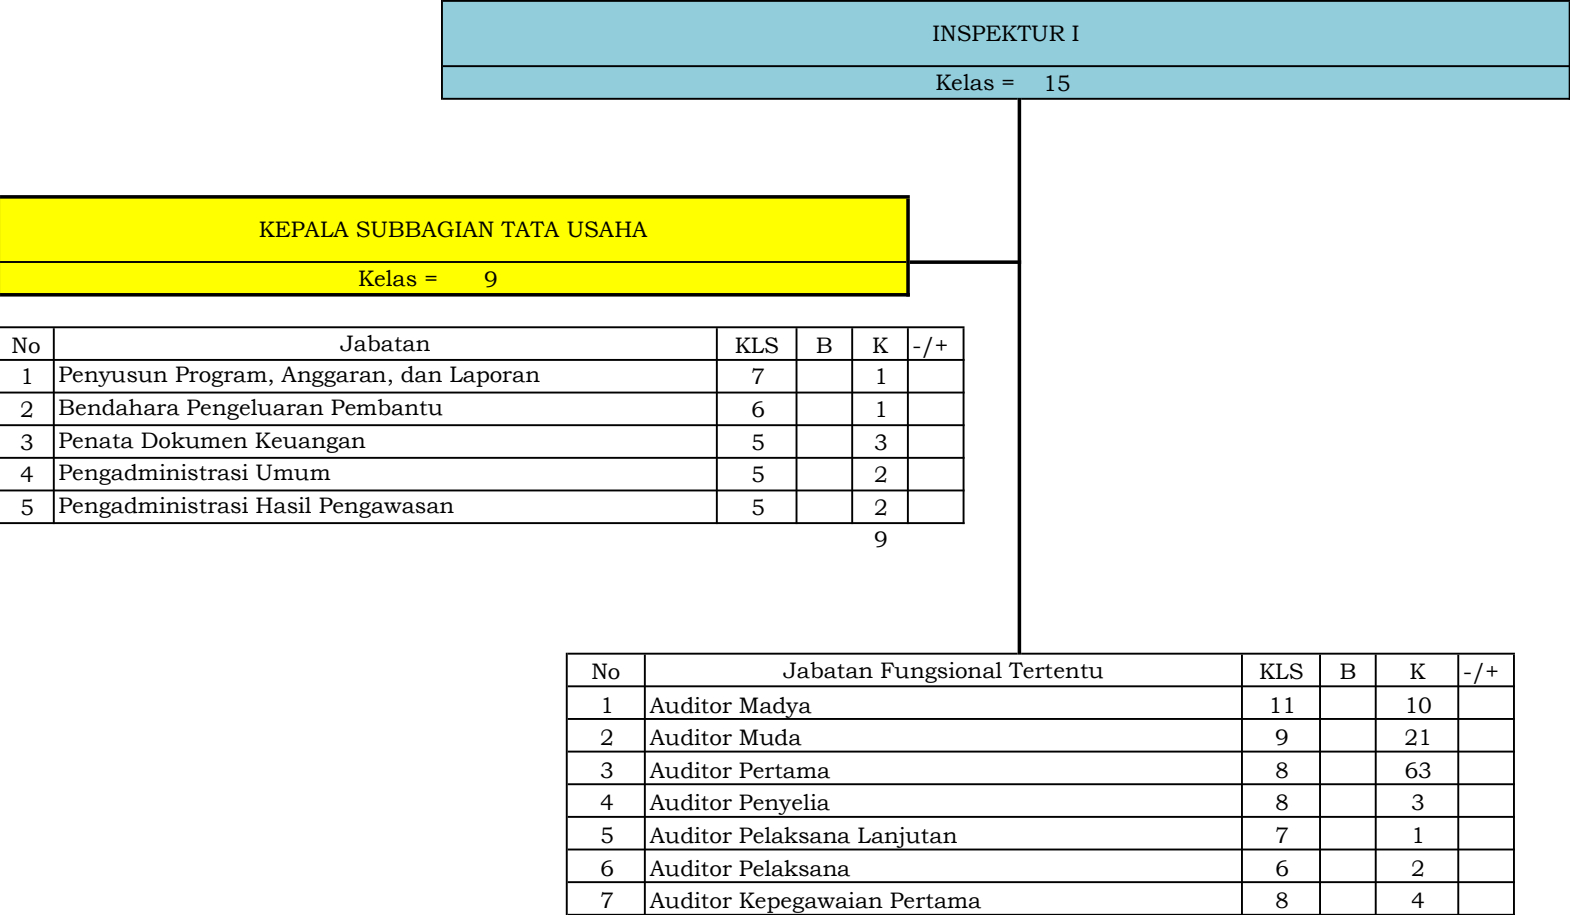 INSPEKTUR I
Kelas = 15
KEPALA SUBBAGIAN TATA USAHA
Kelas = 9
No Jabatan KLS B K -/+
1 Penyusun Program, Anggaran, dan Laporan 7 1
2 Bendahara Pengeluaran Pembantu 6 1
3 Penata Dokumen Keuangan 5 3
4 Pengadministrasi Umum 5 2
5 Pengadministrasi Hasil Pengawasan 5 2
9
No Jabatan Fungsional Tertentu KLS B K -/+
1 Auditor Madya 11 10
2 Auditor Muda 9 21
3 Auditor Pertama 8 63
4 Auditor Penyelia 8 3
5 Auditor Pelaksana Lanjutan 7 1
6 Auditor Pelaksana 6 2
7 Auditor Kepegawaian Pertama 8 4